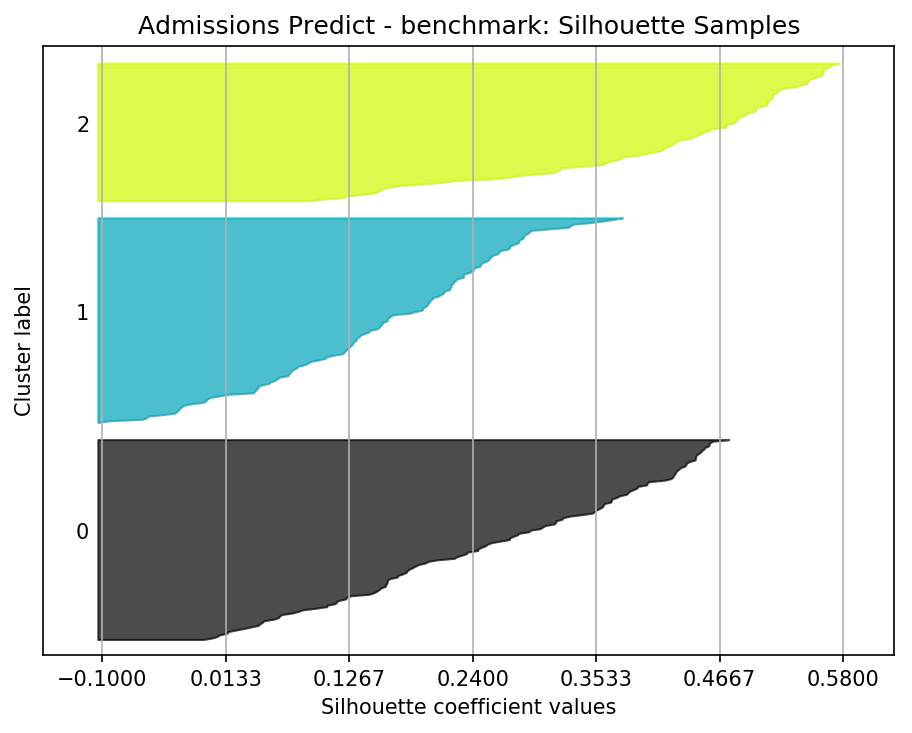 Admissions Predict - benchmark: Silhouette Samples
2
1
0
Cluster label
−0.1000 0.0133 0.1267 0.2400 0.3533 0.4667 0.5800
Silhouette coefficient values